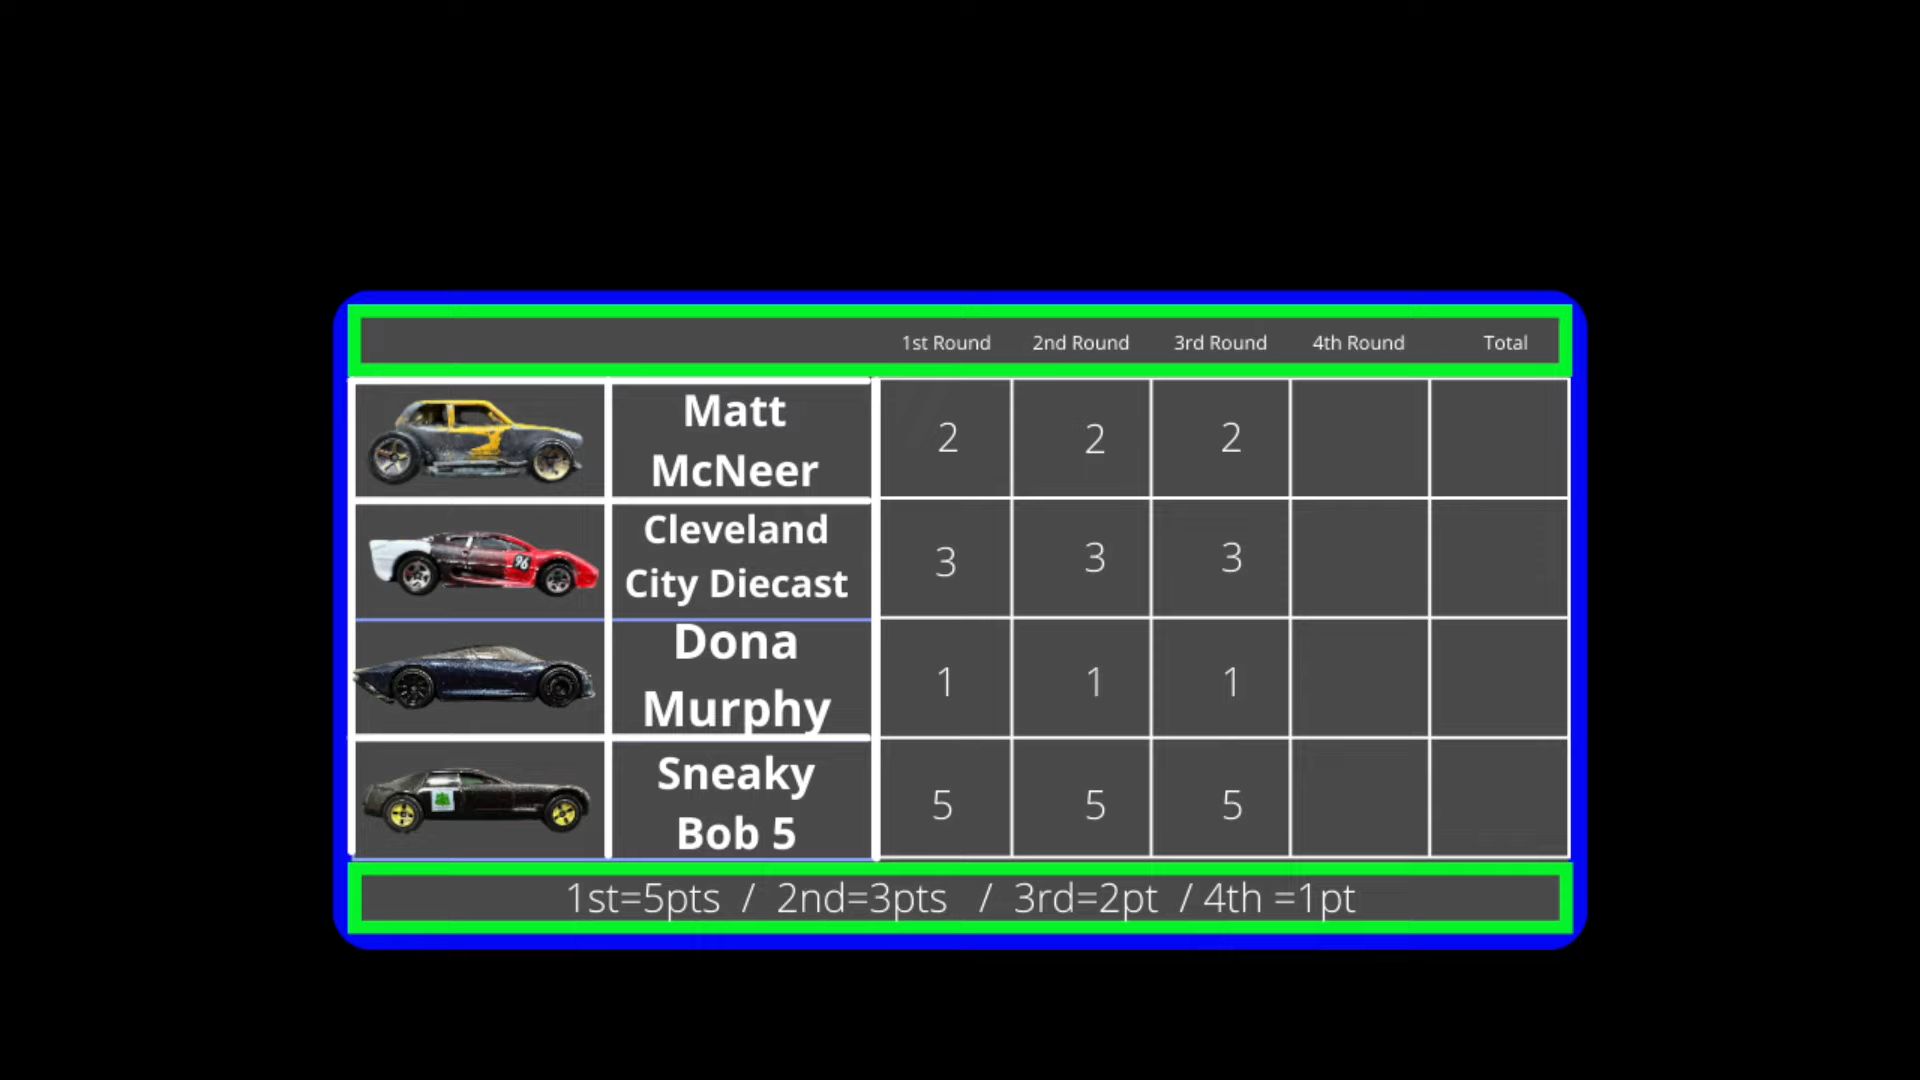 1st Round 2nd Round 3rd Round 4th Round Total
Matt
McNeer
2 2 2
Cleveland
City Diecast
96
3 3 3
Dona
Murphy
1 1 1
Sneaky
Bob 5
5 5 5
1st=5pts / 2nd=3pts / 3rd=2pt / 4th =1pt